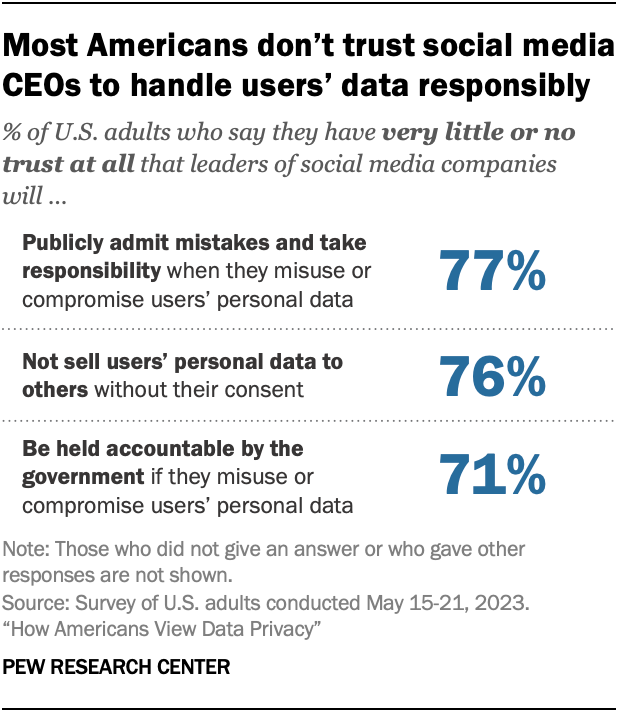 Most Americans don’t trust social media
CEOs to handle users’ data responsibly
% of U.S. adults who say they have very little or no
trust at all that leaders of social media companies
will ...
Publicly admit mistakes and take
responsibility when they misuse or
compromise users’ personal data
77%
Not sell users’ personal data to
others without their consent
76%
Be held accountable by the
government if they misuse or
compromise users’ personal data
71%
Note: Those who did not give an answer or who gave other
responses are not shown.
Source: Survey of U.S. adults conducted May 15-21, 2023.
“How Americans View Data Privacy”
PEW RESEARCH CENTER